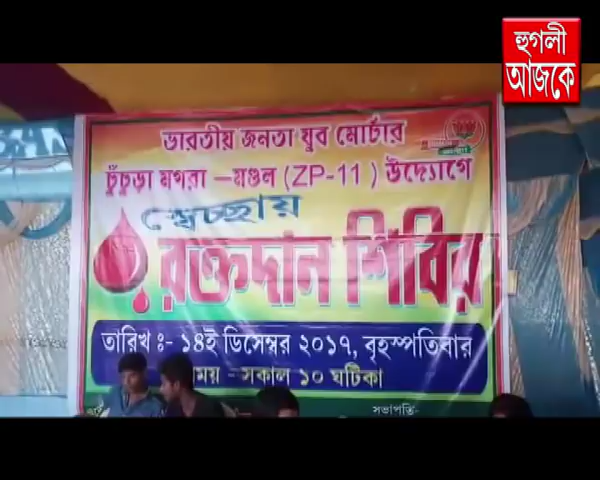 হুগলী
আজকে
ভারতীয় জনতা যুব মোর্চার
চুঁচুড়া মগরা –মণ্ডল (ZP-11) উদ্যোগে
স্বেচ্ছায়
রক্তদান শিবির
তারিখ ঃ- ১৪ই ডিসেম্বর ২০১৭, বৃহস্পতিবার
সময় - সকাল ১০ ঘটিকা
সভাপতি-